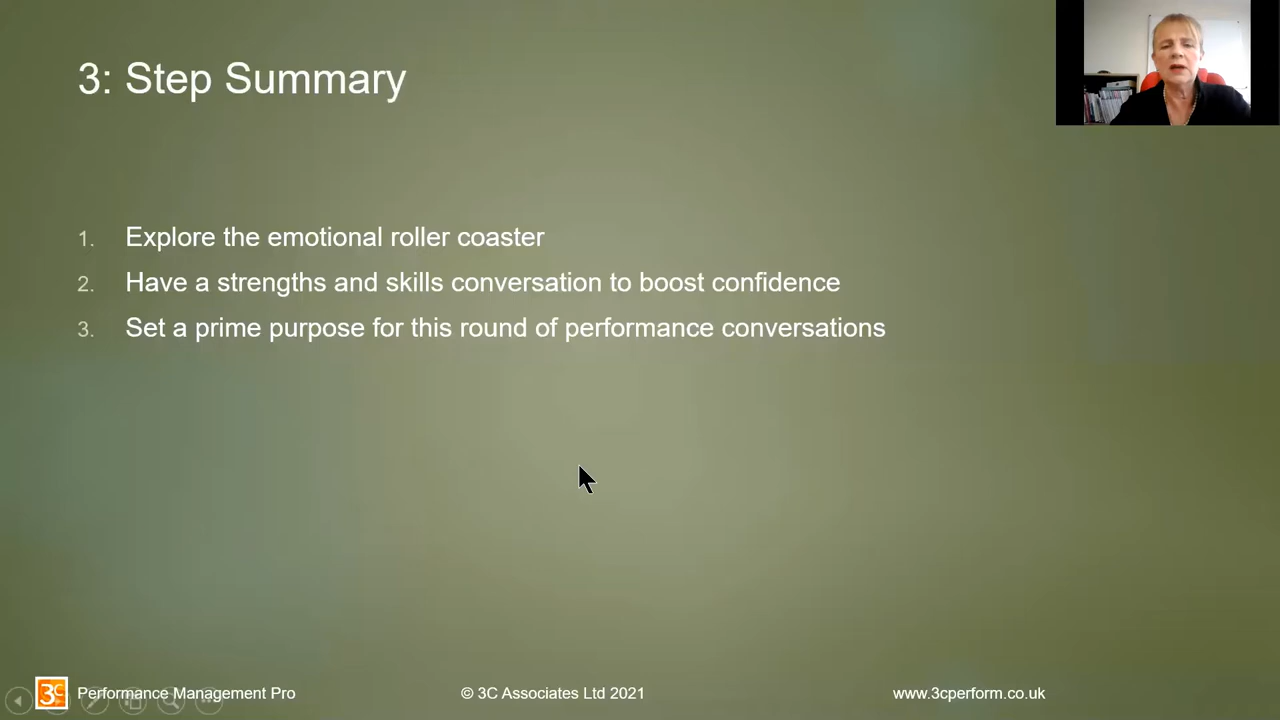 3: Step Summary
1. Explore the emotional roller coaster
2. Have a strengths and skills conversation to boost confidence
3. Set a prime purpose for this round of performance conversations
3C Performance Management Pro © 3C Associates Ltd 2021 www.3cperform.co.uk